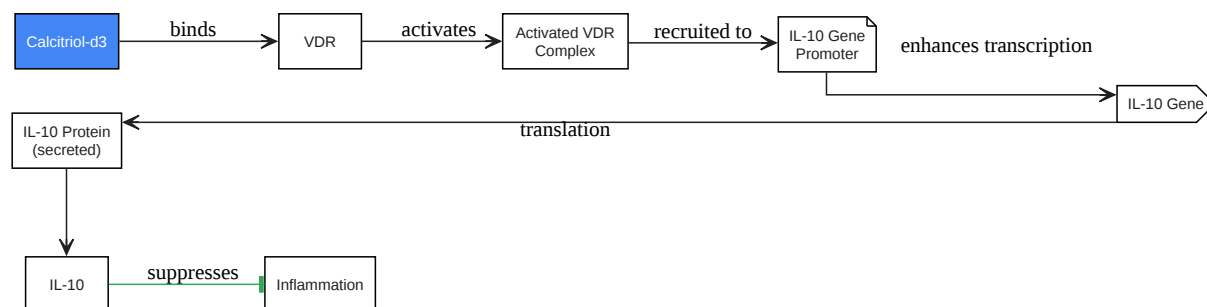 Calcitriol-d3
binds
VDR
activates
Activated VDR
Complex
recruited to
IL-10 Gene
Promoter
enhances transcription
IL-10 Gene
translation
IL-10 Protein
(secreted)
IL-10
suppresses
Inflammation